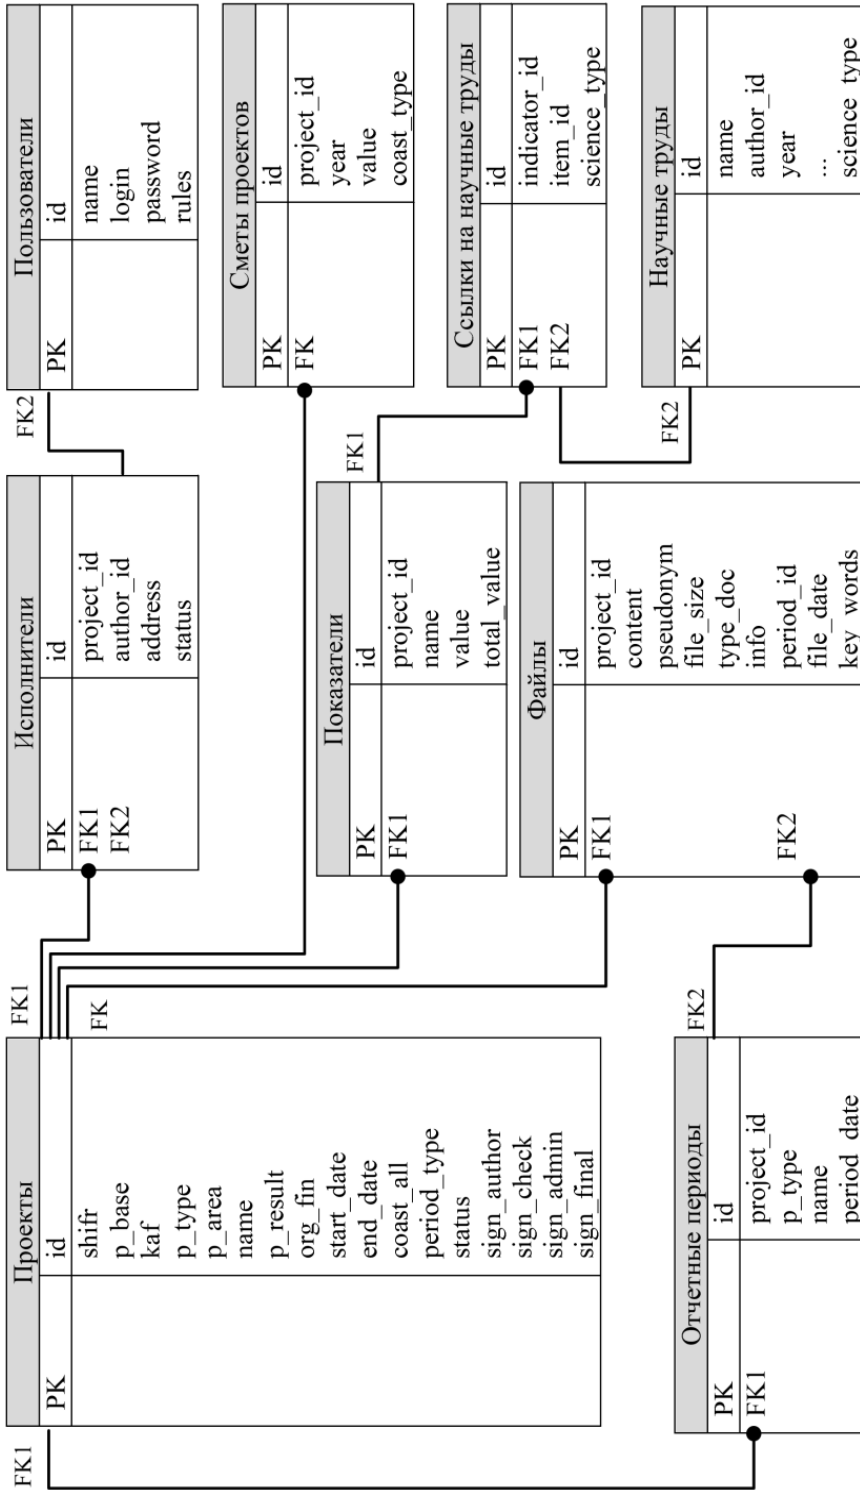 Проекты
PK id
shifr
p_base
kaf
p_type
p_area
name
p_result
org_fin
start_date
end_date
coast_all
period_type
status
sign_author
sign_check
sign_admin
sign_final
FK1
FK1
FK
Исполнители
PK id
FK1 project_id
FK2 author_id
address
status
FK2
Пользователи
PK id
name
login
password
rules
Сметы проектов
PK id
FK project_id
year
value
coast_type
Показатели
PK id
FK1 project_id
name
value
total_value
FK1
Ссылки на научные труды
PK id
FK1 indicator_id
FK2 item_id
science_type
Отчетные периоды
PK id
FK1 project_id
p_type
name
period_date
FK2
Файлы
PK id
FK1 project_id
content
pseudonym
file_size
type_doc
info
FK2 period_id
file_date
key_words
FK2
Научные труды
PK id
name
author_id
year
...
science_type